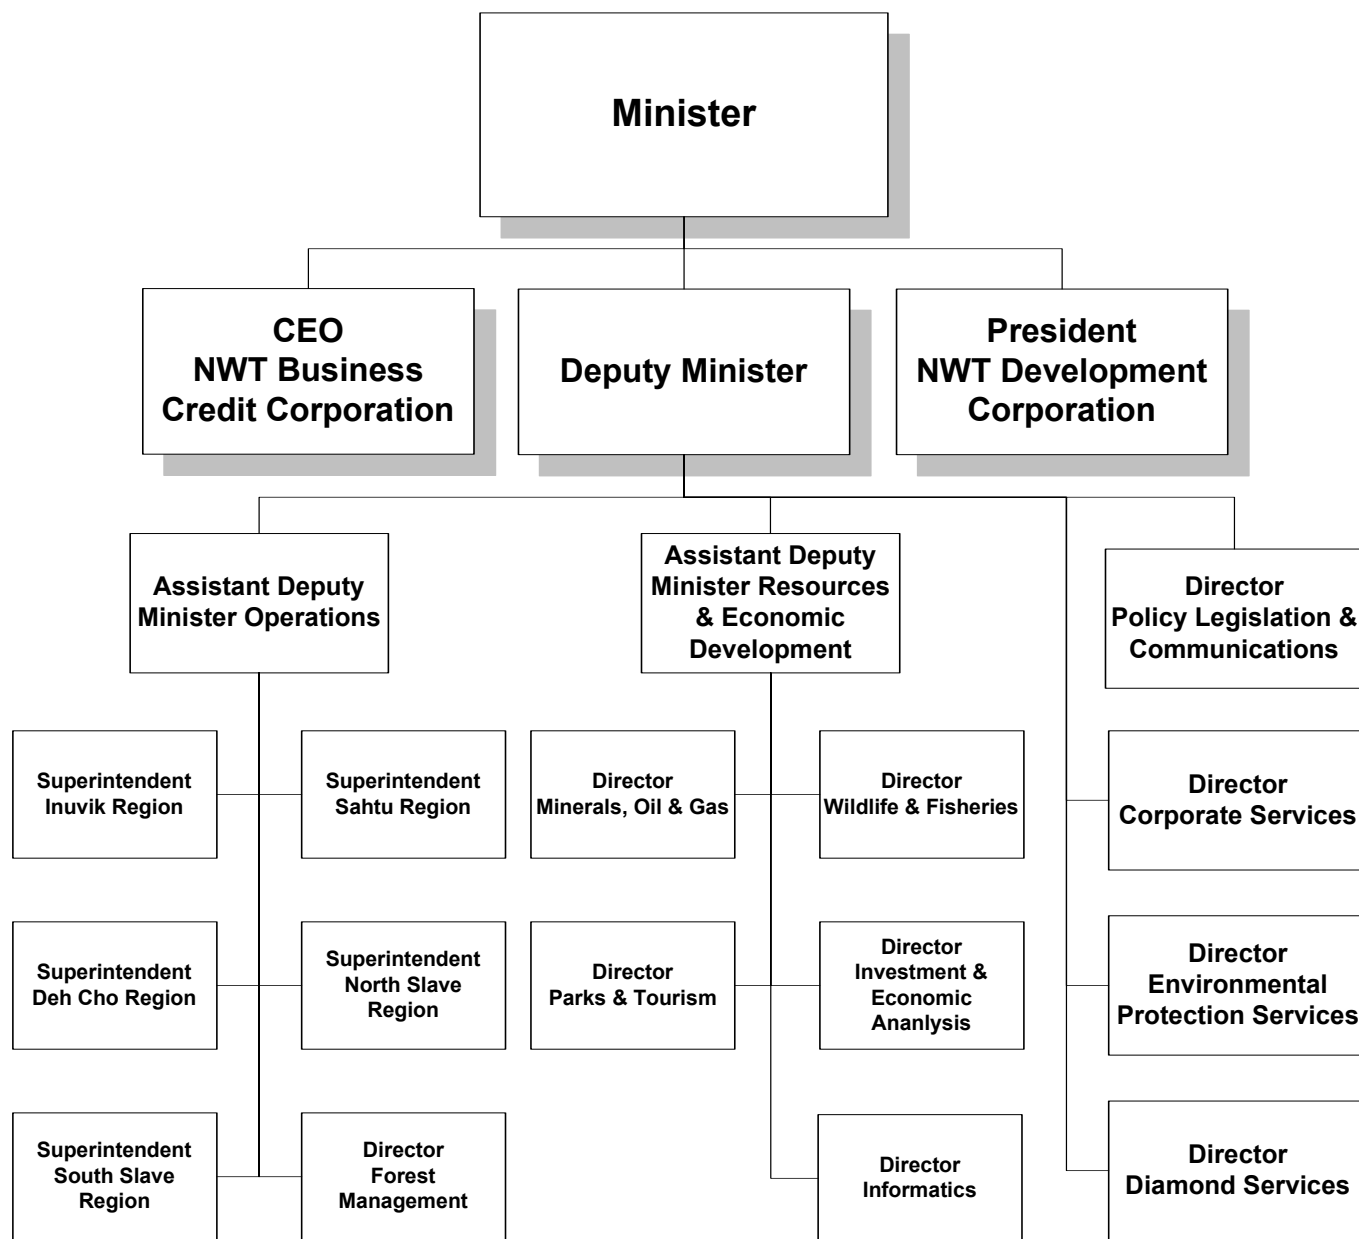 Minister
CEO
NWT Business
Credit Corporation
Deputy Minister
President
NWT Development
Corporation
Assistant Deputy
Minister Operations
Assistant Deputy
Minister Resources
& Economic
Development
Director
Policy Legislation &
Communications
Superintendent
Inuvik Region
Superintendent
Sahtu Region
Director
Minerals, Oil & Gas
Director
Wildlife & Fisheries
Director
Corporate Services
Superintendent
Deh Cho Region
Superintendent
North Slave
Region
Director
Parks & Tourism
Director
Investment &
Economic
Ananlysis
Director
Environmental
Protection Services
Superintendent
South Slave
Region
Director
Forest
Management
Director
Informatics
Director
Diamond Services